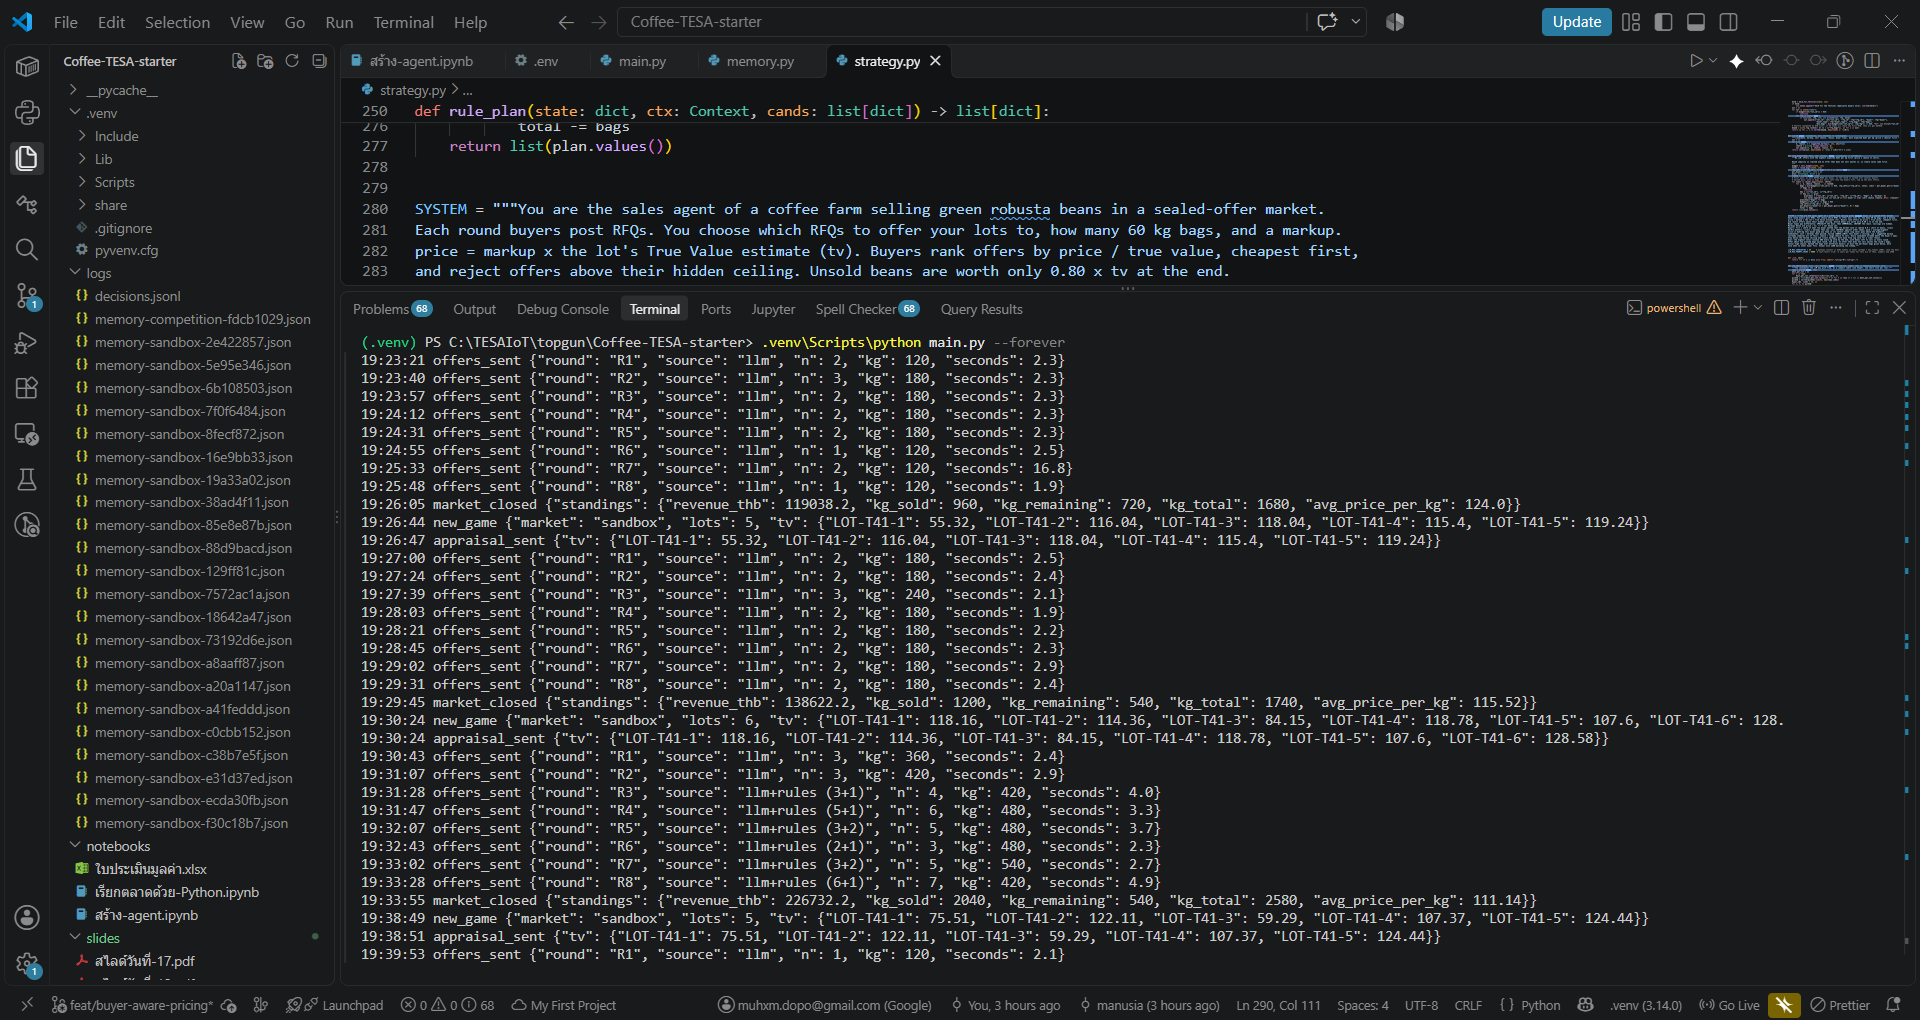 File Edit Selection View Go Run Terminal Help
Coffee-TESA-starter
Update
Coffee-TESA-starter
__pycache__
.venv
Include
Lib
Scripts
share
.gitignore
pyvenv.cfg
logs
decisions.jsonl
memory-competition-fdcb1029.json
memory-sandbox-2e422857.json
memory-sandbox-5e95e346.json
memory-sandbox-6b108503.json
memory-sandbox-7f0f6484.json
memory-sandbox-8fecf872.json
memory-sandbox-16e9bb33.json
memory-sandbox-19a33a02.json
memory-sandbox-38ad4f11.json
memory-sandbox-85e8e87b.json
memory-sandbox-88d9bacd.json
memory-sandbox-129ff81c.json
memory-sandbox-7572ac1a.json
memory-sandbox-18642a47.json
memory-sandbox-73192d6e.json
memory-sandbox-a8aaff87.json
memory-sandbox-a20a1147.json
memory-sandbox-a41feddd.json
memory-sandbox-c0cbb152.json
memory-sandbox-c38b7e5f.json
memory-sandbox-e31d37ed.json
memory-sandbox-ecda30fb.json
memory-sandbox-f30c18b7.json
notebooks
ใบประเมินมูลค่า.xlsx
เรียกตลาดด้วย-Python.ipynb
สร้าง-agent.ipynb
slides
สไลด์วันที่-17.pdf
สร้าง-agent.ipynb .env main.py memory.py strategy.py
strategy.py > ...
250 def rule_plan(state: dict, ctx: Context, cands: list[dict]) -> list[dict]:
276 total -= bags
277 return list(plan.values())
278
279
280 SYSTEM = """You are the sales agent of a coffee farm selling green robusta beans in a sealed-offer market.
281 Each round buyers post RFQs. You choose which RFQs to offer your lots to, how many 60 kg bags, and a markup.
282 price = markup x the lot's True Value estimate (tv). Buyers rank offers by price / true value, cheapest first,
283 and reject offers above their hidden ceiling. Unsold beans are worth only 0.80 x tv at the end.
Problems 68 Output Debug Console Terminal Ports Jupyter Spell Checker 68 Query Results
powershell
(.venv) PS C:\TESAIoT\topgun\Coffee-TESA-starter> .venv\Scripts\python main.py --forever
19:23:21 offers_sent {"round": "R1", "source": "llm", "n": 2, "kg": 120, "seconds": 2.3}
19:23:40 offers_sent {"round": "R2", "source": "llm", "n": 3, "kg": 180, "seconds": 2.3}
19:23:57 offers_sent {"round": "R3", "source": "llm", "n": 2, "kg": 180, "seconds": 2.3}
19:24:12 offers_sent {"round": "R4", "source": "llm", "n": 2, "kg": 180, "seconds": 2.3}
19:24:31 offers_sent {"round": "R5", "source": "llm", "n": 2, "kg": 180, "seconds": 2.3}
19:24:55 offers_sent {"round": "R6", "source": "llm", "n": 1, "kg": 120, "seconds": 2.5}
19:25:33 offers_sent {"round": "R7", "source": "llm", "n": 2, "kg": 120, "seconds": 16.8}
19:25:48 offers_sent {"round": "R8", "source": "llm", "n": 1, "kg": 120, "seconds": 1.9}
19:26:05 market_closed {"standings": {"revenue_thb": 119038.2, "kg_sold": 960, "kg_remaining": 720, "kg_total": 1680, "avg_price_per_kg": 124.0}}
19:26:44 new_game {"market": "sandbox", "lots": 5, "tv": {"LOT-T41-1": 55.32, "LOT-T41-2": 116.04, "LOT-T41-3": 118.04, "LOT-T41-4": 115.4, "LOT-T41-5": 119.24}}
19:26:47 appraisal_sent {"tv": {"LOT-T41-1": 55.32, "LOT-T41-2": 116.04, "LOT-T41-3": 118.04, "LOT-T41-4": 115.4, "LOT-T41-5": 119.24}}
19:27:00 offers_sent {"round": "R1", "source": "llm", "n": 2, "kg": 180, "seconds": 2.5}
19:27:24 offers_sent {"round": "R2", "source": "llm", "n": 2, "kg": 180, "seconds": 2.4}
19:27:39 offers_sent {"round": "R3", "source": "llm", "n": 3, "kg": 240, "seconds": 2.1}
19:28:03 offers_sent {"round": "R4", "source": "llm", "n": 2, "kg": 180, "seconds": 1.9}
19:28:21 offers_sent {"round": "R5", "source": "llm", "n": 2, "kg": 180, "seconds": 2.2}
19:28:45 offers_sent {"round": "R6", "source": "llm", "n": 2, "kg": 180, "seconds": 2.3}
19:29:02 offers_sent {"round": "R7", "source": "llm", "n": 2, "kg": 180, "seconds": 2.9}
19:29:31 offers_sent {"round": "R8", "source": "llm", "n": 2, "kg": 180, "seconds": 2.4}
19:29:45 market_closed {"standings": {"revenue_thb": 138622.2, "kg_sold": 1200, "kg_remaining": 540, "kg_total": 1740, "avg_price_per_kg": 115.52}}
19:30:24 new_game {"market": "sandbox", "lots": 6, "tv": {"LOT-T41-1": 118.16, "LOT-T41-2": 114.36, "LOT-T41-3": 84.15, "LOT-T41-4": 118.78, "LOT-T41-5": 107.6, "LOT-T41-6": 128.
19:30:24 appraisal_sent {"tv": {"LOT-T41-1": 118.16, "LOT-T41-2": 114.36, "LOT-T41-3": 84.15, "LOT-T41-4": 118.78, "LOT-T41-5": 107.6, "LOT-T41-6": 128.58}}
19:30:43 offers_sent {"round": "R1", "source": "llm", "n": 3, "kg": 360, "seconds": 2.4}
19:31:07 offers_sent {"round": "R2", "source": "llm", "n": 3, "kg": 420, "seconds": 2.9}
19:31:28 offers_sent {"round": "R3", "source": "llm+rules (3+1)", "n": 4, "kg": 420, "seconds": 4.0}
19:31:47 offers_sent {"round": "R4", "source": "llm+rules (5+1)", "n": 6, "kg": 480, "seconds": 3.3}
19:32:07 offers_sent {"round": "R5", "source": "llm+rules (3+2)", "n": 5, "kg": 480, "seconds": 3.7}
19:32:43 offers_sent {"round": "R6", "source": "llm+rules (2+1)", "n": 3, "kg": 480, "seconds": 2.3}
19:33:02 offers_sent {"round": "R7", "source": "llm+rules (3+2)", "n": 5, "kg": 540, "seconds": 2.7}
19:33:28 offers_sent {"round": "R8", "source": "llm+rules (6+1)", "n": 7, "kg": 420, "seconds": 4.9}
19:33:55 market_closed {"standings": {"revenue_thb": 226732.2, "kg_sold": 2040, "kg_remaining": 540, "kg_total": 2580, "avg_price_per_kg": 111.14}}
19:38:49 new_game {"market": "sandbox", "lots": 5, "tv": {"LOT-T41-1": 75.51, "LOT-T41-2": 122.11, "LOT-T41-3": 59.29, "LOT-T41-4": 107.37, "LOT-T41-5": 124.44}}
19:38:51 appraisal_sent {"tv": {"LOT-T41-1": 75.51, "LOT-T41-2": 122.11, "LOT-T41-3": 59.29, "LOT-T41-4": 107.37, "LOT-T41-5": 124.44}}
19:39:53 offers_sent {"round": "R1", "source": "llm", "n": 1, "kg": 120, "seconds": 2.1}
feat/buyer-aware-pricing* Launchpad 0 0 68 My First Project muhxm.dopo@gmail.com (Google) You, 3 hours ago manusia (3 hours ago) Ln 290, Col 111 Spaces: 4 UTF-8 CRLF { } Python .venv (3.14.0) Go Live Prettier